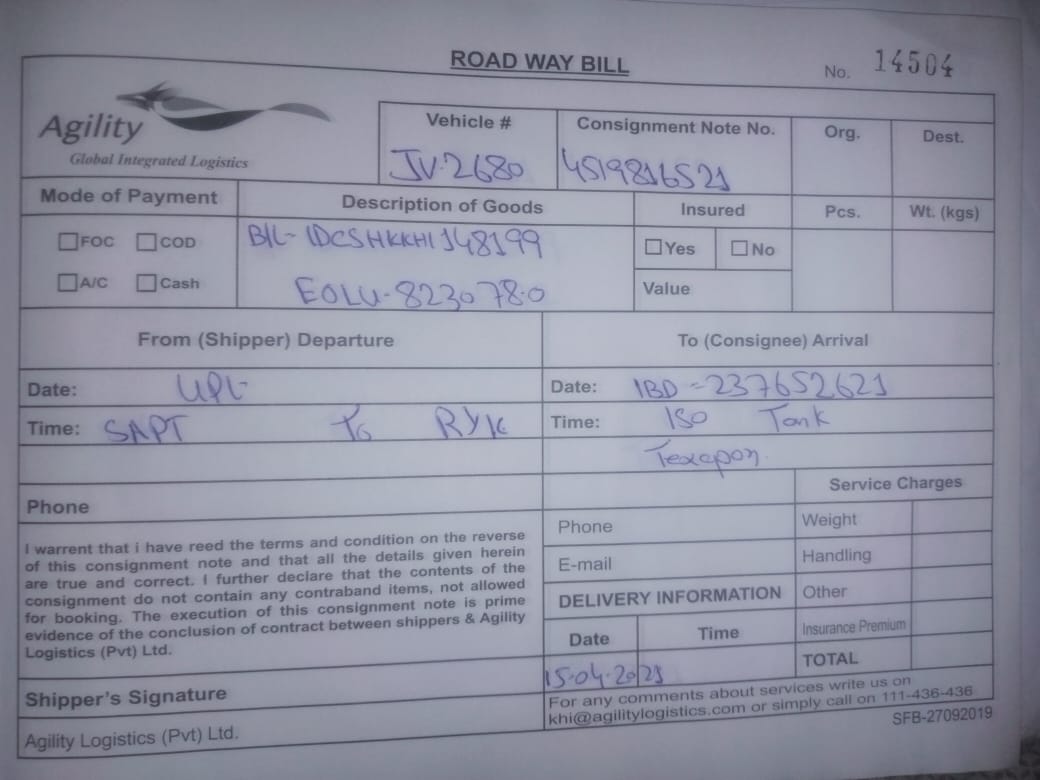 ROAD WAY BILL
No. 14504
Agility
Global Integrated Logistics
Vehicle #
JV-2680
Consignment Note No.
4519816521
Org.
Dest.
Mode of Payment
FOC
COD
A/C
Cash
Description of Goods
B/L- IDCSHKKHI148199
EOLU-8230780
Insured
Yes
No
Value
Pcs.
Wt. (kgs)
From (Shipper) Departure
To (Consignee) Arrival
Date: UPL
Date: IBD = 237652621
Time: SAPT To RYK
Time: ISO Tank
Texapon
Phone
Service Charges
I warrent that i have reed the terms and condition on the reverse
of this consignment note and that all the details given herein
are true and correct. I further declare that the contents of the
consignment do not contain any contraband items, not allowed
for booking. The execution of this consignment note is prime
evidence of the conclusion of contract between shippers & Agility
Logistics (Pvt) Ltd.
Phone
E-mail
Weight
Handling
Other
Insurance Premium
TOTAL
DELIVERY INFORMATION
Date
Time
15-04-2021
Shipper's Signature
Agility Logistics (Pvt) Ltd.
For any comments about services write us on
khi@agilitylogistics.com or simply call on 111-436-436
SFB-27092019